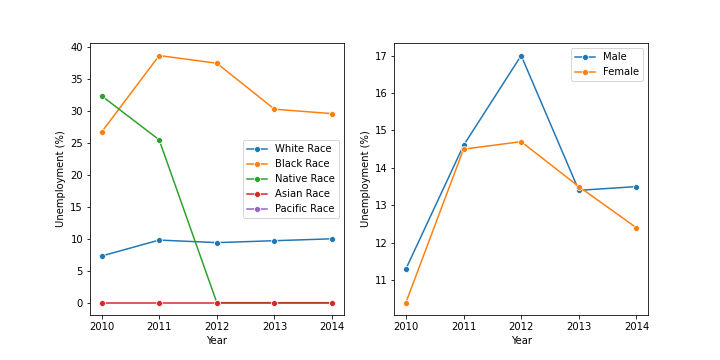 40
35
30
25
20
15
10
5
0
Unemployment (%)
White Race
Black Race
Native Race
Asian Race
Pacific Race
2010 2011 2012 2013 2014
Year
17
16
15
14
13
12
11
Unemployment (%)
Male
Female
2010 2011 2012 2013 2014
Year